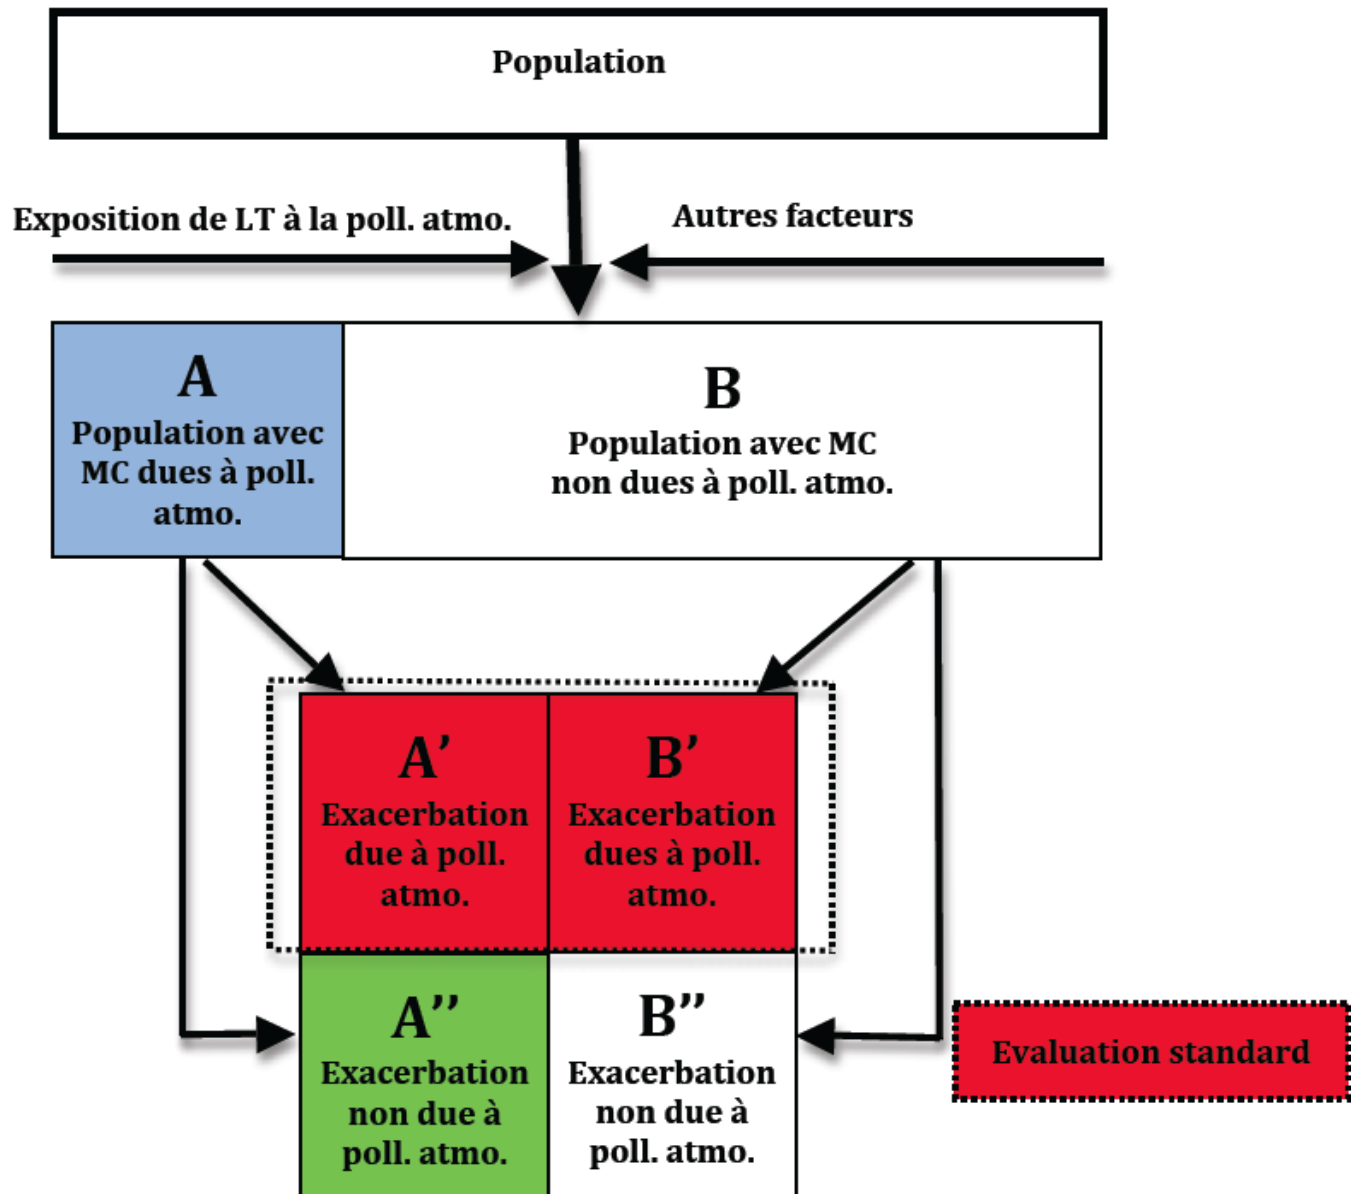 Population
Exposition de LT à la poll. atmo.
Autres facteurs
A
Population avec
MC dues à poll.
atmo.
B
Population avec MC
non dues à poll. atmo.
A’
Exacerbation
due à poll.
atmo.
B’
Exacerbation
dues à poll.
atmo.
A’’
Exacerbation
non due à
poll. atmo.
B’’
Exacerbation
non due à
poll. atmo.
Evaluation standard